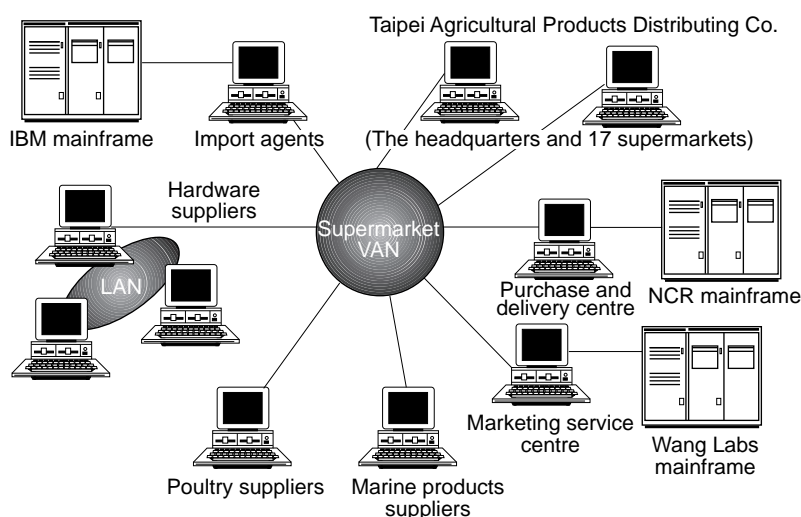 Taipei Agricultural Products Distributing Co.
IBM mainframe
Import agents
(The headquarters and 17 supermarkets)
Hardware
suppliers
Supermarket
VAN
LAN
Purchase and
delivery centre
NCR mainframe
Marketing service
centre
Wang Labs
mainframe
Poultry suppliers
Marine products
suppliers